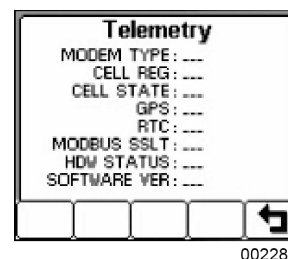 Telemetry
MODEM TYPE: ---
CELL REG: ---
CELL STATE: ---
GPS: ---
RTC: ---
MODBUS SSLT: ---
HDW STATUS: ---
SOFTWARE VER: ---
00228